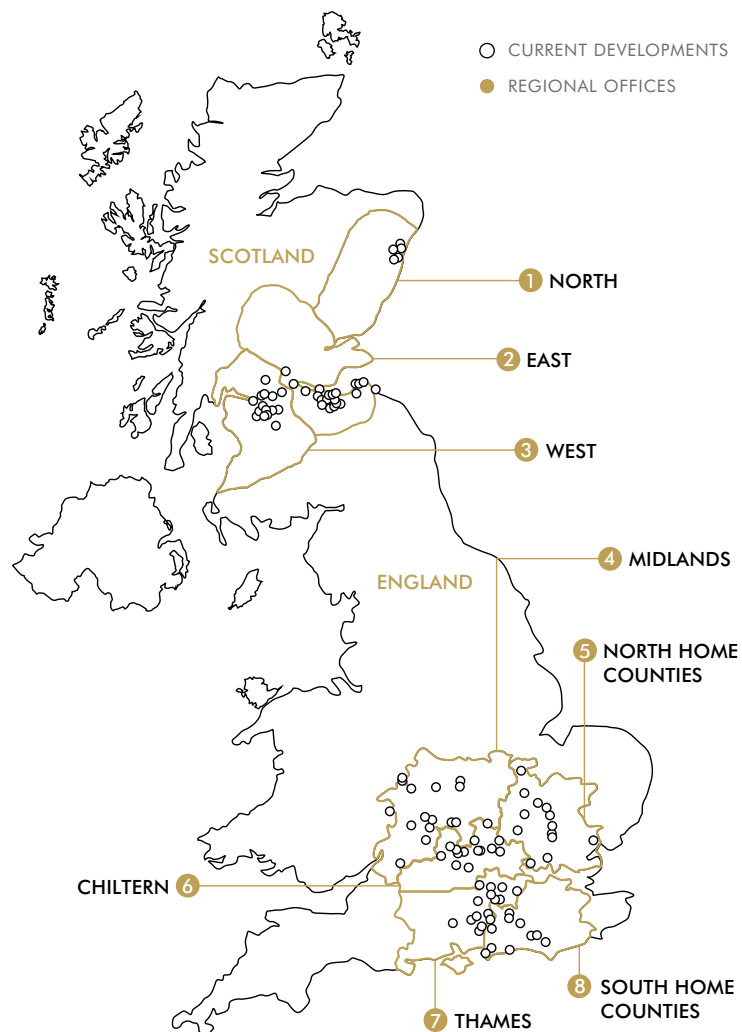 CURRENT DEVELOPMENTS
REGIONAL OFFICES
SCOTLAND
1 NORTH
2 EAST
3 WEST
4 MIDLANDS
ENGLAND
5 NORTH HOME
COUNTIES
CHILTERN 6
8 SOUTH HOME
COUNTIES
7 THAMES